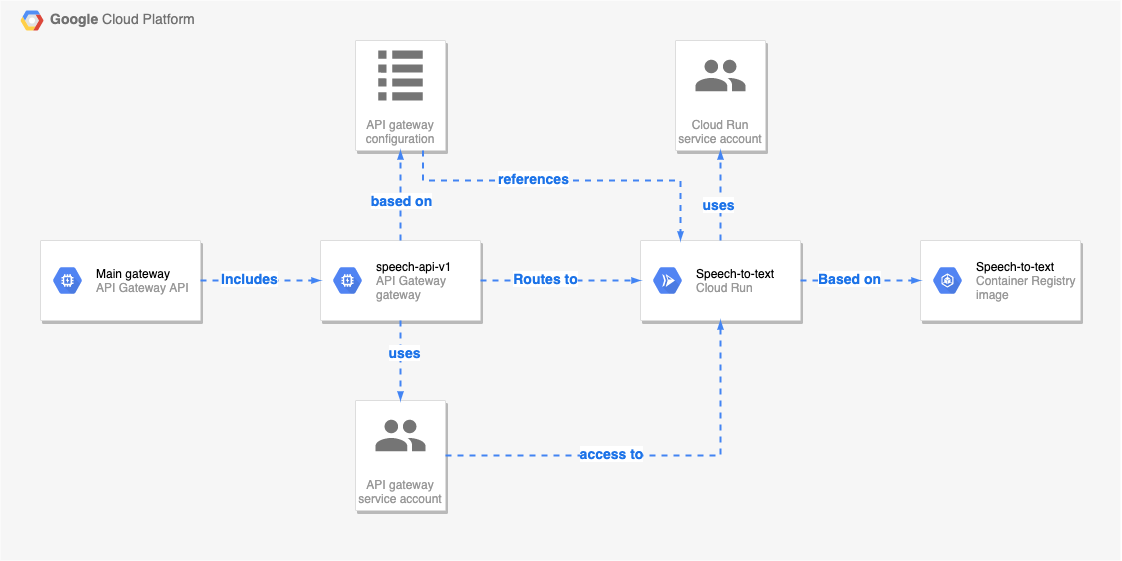 Google Cloud Platform
API gateway
configuration
Cloud Run
service account
references
based on
uses
Main gateway
API Gateway API
Includes
speech-api-v1
API Gateway
gateway
Routes to
Speech-to-text
Cloud Run
Based on
Speech-to-text
Container Registry
image
uses
access to
API gateway
service account